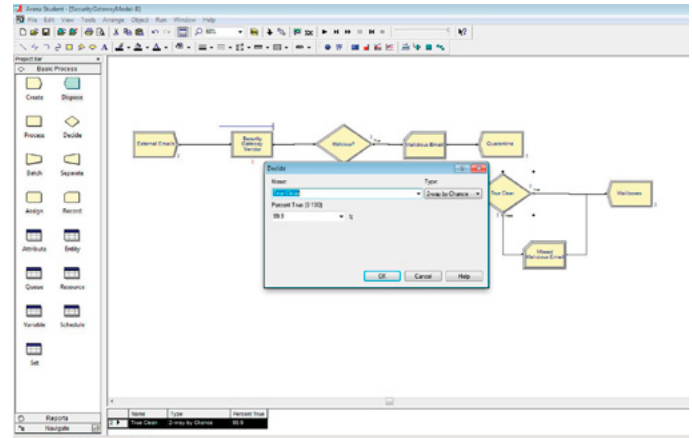 Arena Student - [SecurityGatewayModel-B]
File Edit View Tools Arrange Object Run Window Help
Project Bar
Basic Process
Create Dispose
Process Decide
Batch Separate
Assign Record
Attribute Entity
Queue Resource
Variable Schedule
Set
Reports
Navigate
External Emails
Security
Gateway
Vendor
Malicious?
True
Malicious Email
Quarantine
Decide
Name:
Type:
True Clean
2-way by Chance
Percent True (0-100):
99.9
%
OK Cancel Help
True Clean
True
Mailboxes
Missed
Malicious Email
Name Type Percent True
True Clean 2-way by Chance 99.9